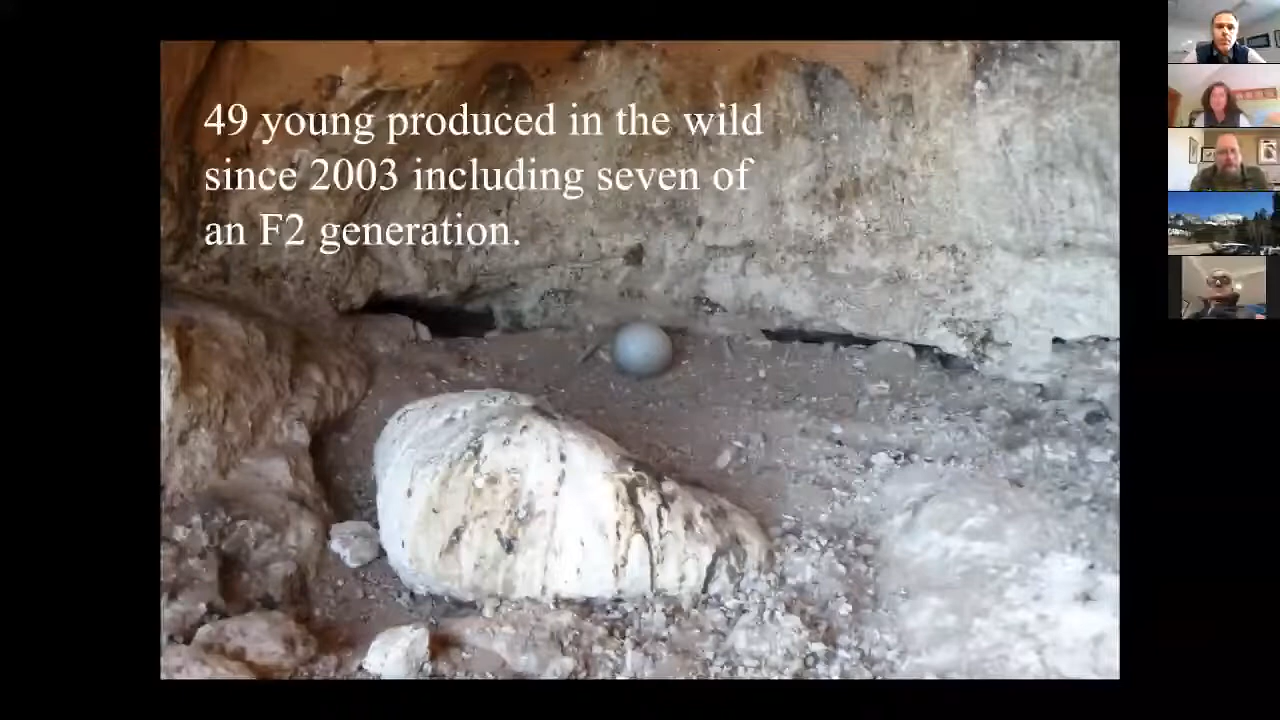 49 young produced in the wild
since 2003 including seven of
an F2 generation.